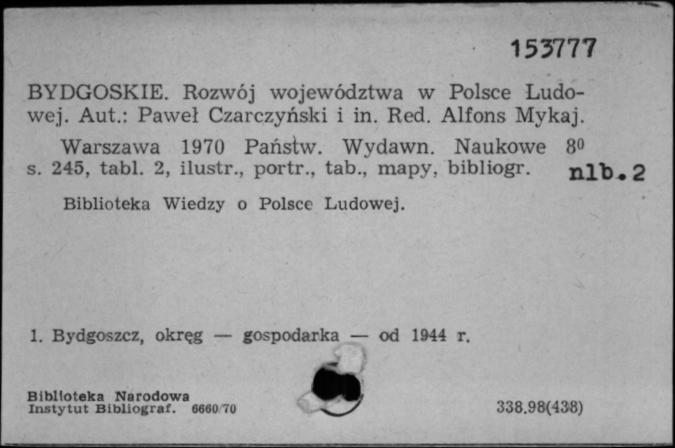 153777
BYDGOSKIE. Rozwój województwa w Polsce Ludo-
wej. Aut.: Paweł Czarczyński i in. Red. Alfons Mykaj.
Warszawa 1970 Państw. Wydawn. Naukowe 8⁰
s. 245, tabl. 2, ilustr., portr., tab., mapy, bibliogr. nlb. 2
Biblioteka Wiedzy o Polsce Ludowej.
1. Bydgoszcz, okręg — gospodarka — od 1944 r.
Biblioteka Narodowa
Instytut Bibliograf. 6660/70 338.98(438)